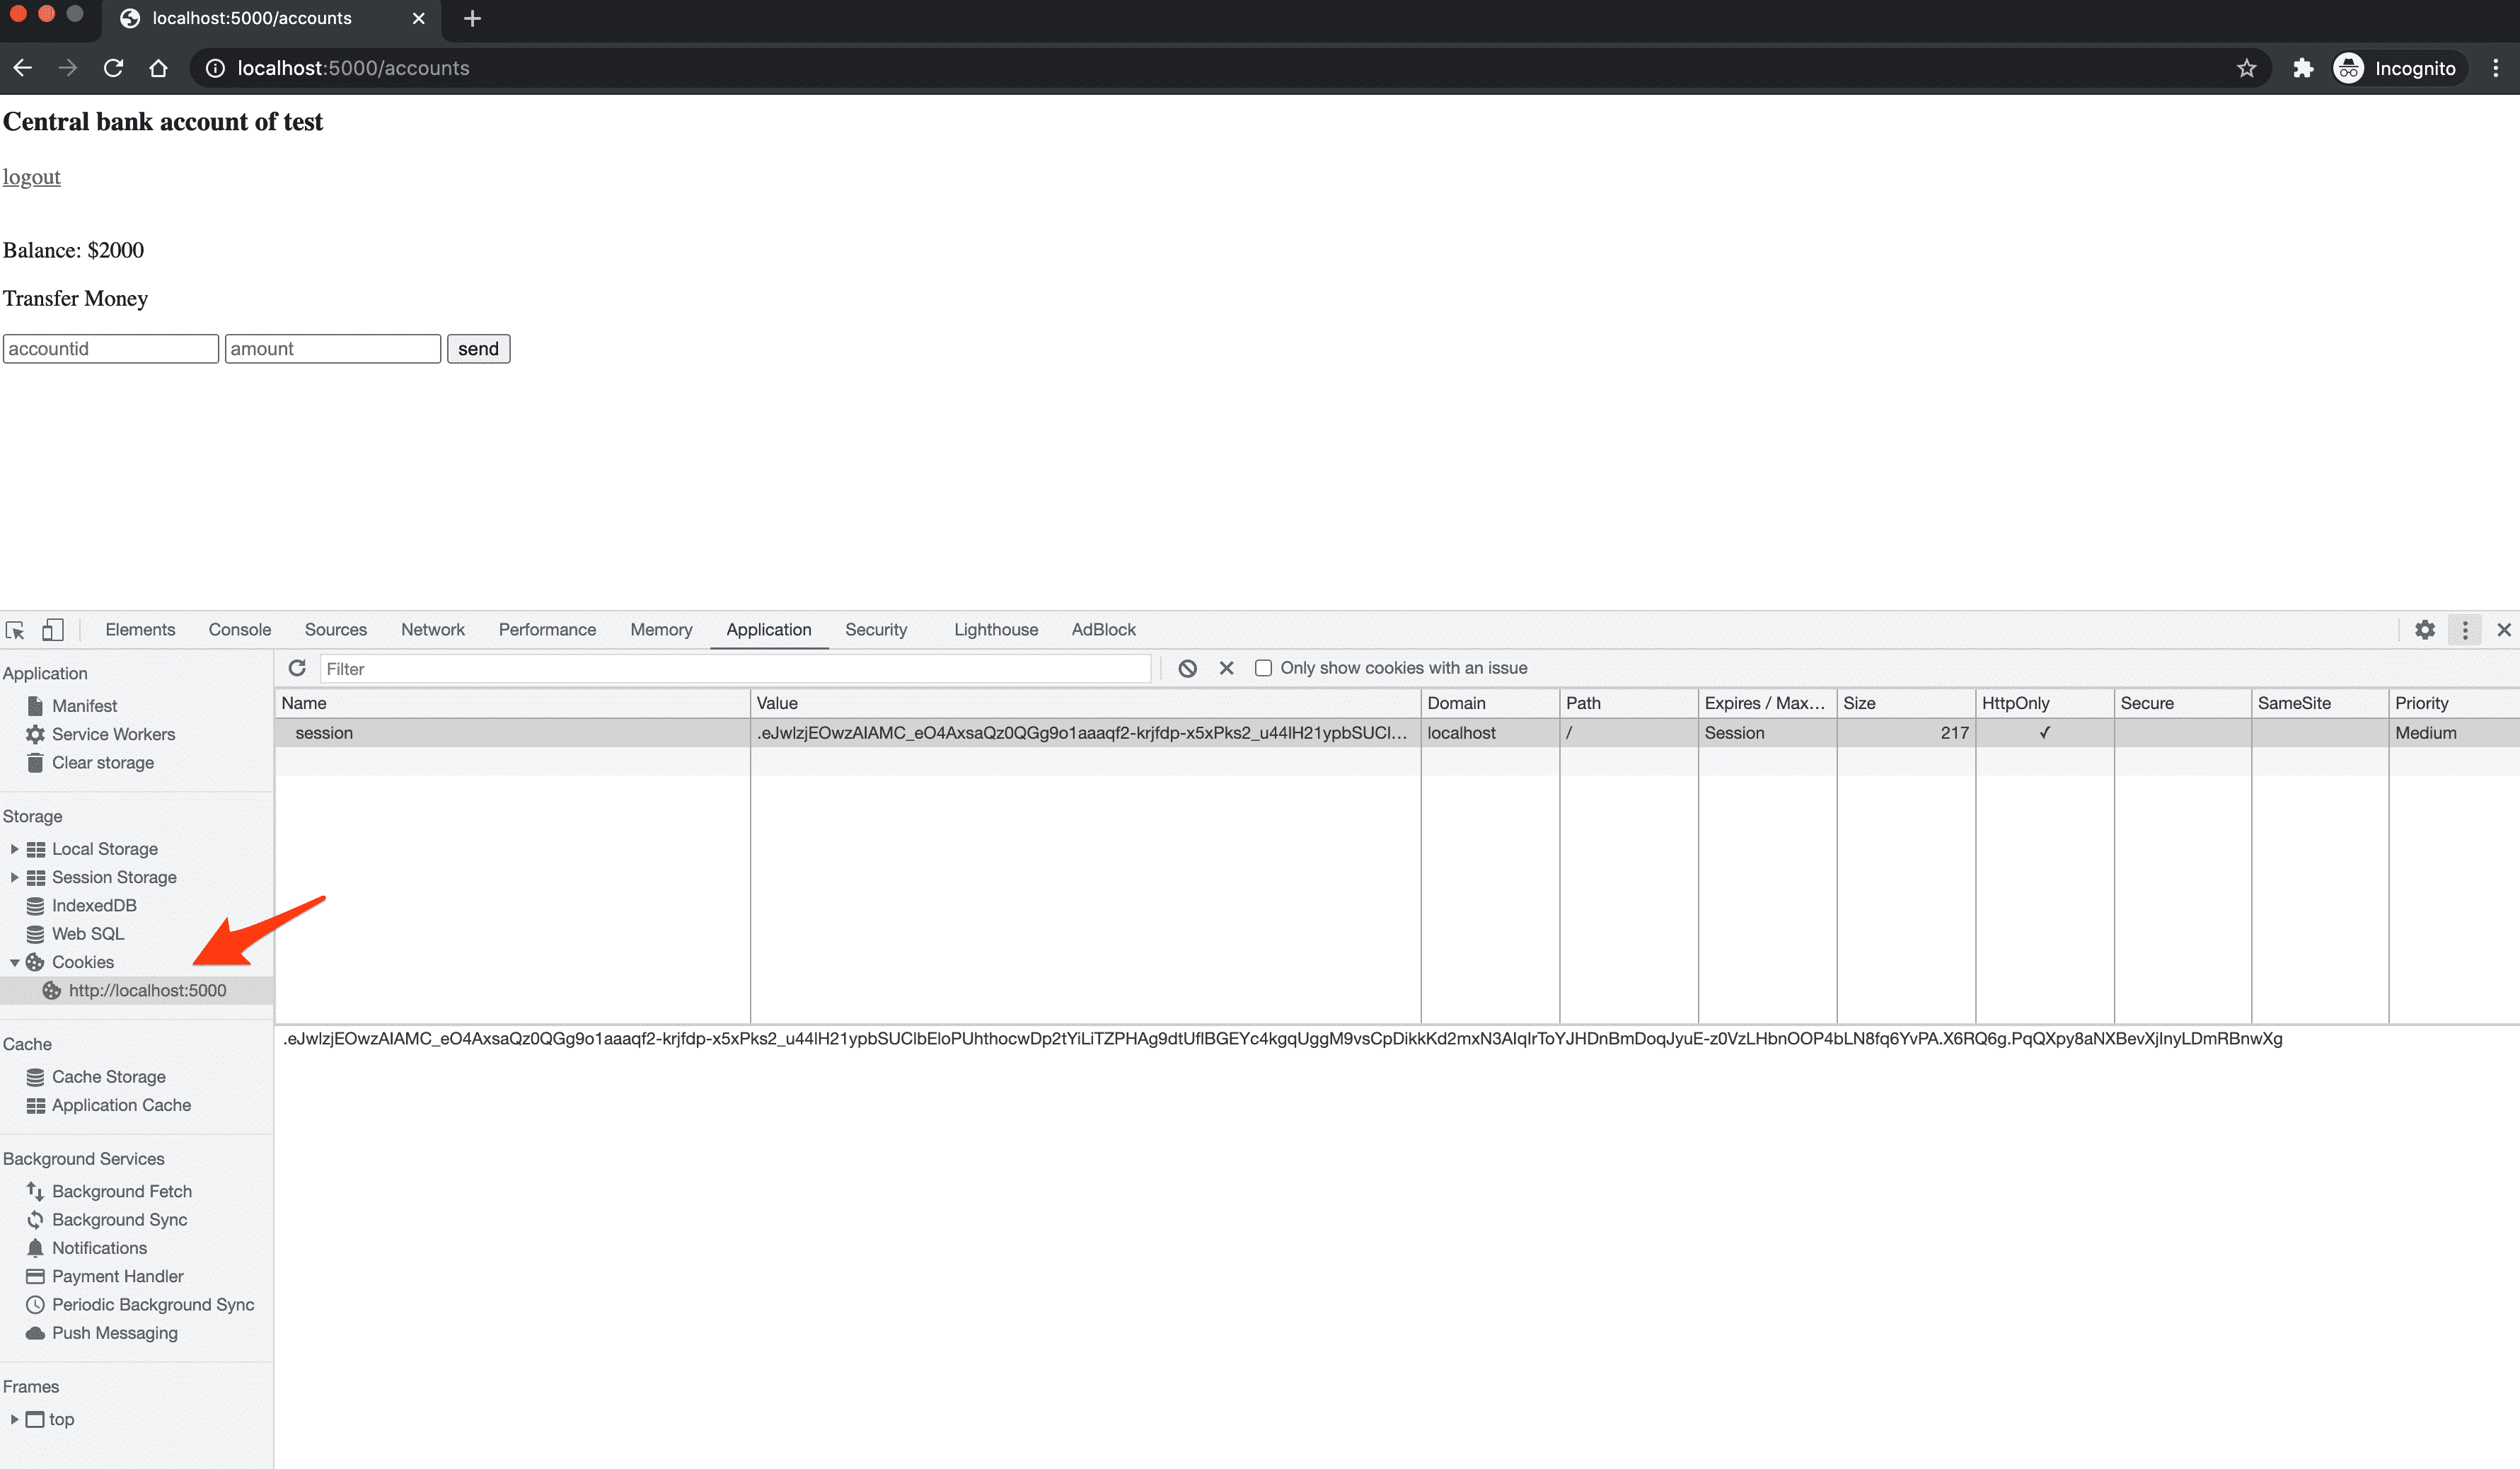 localhost:5000/accounts
localhost:5000/accounts Incognito
Central bank account of test
logout
Balance: $2000
Transfer Money
accountid amount send
Elements Console Sources Network Performance Memory Application Security Lighthouse AdBlock
Application
Manifest
Service Workers
Clear storage
Storage
Local Storage
Session Storage
IndexedDB
Web SQL
Cookies
http://localhost:5000
Cache
Cache Storage
Application Cache
Background Services
Background Fetch
Background Sync
Notifications
Payment Handler
Periodic Background Sync
Push Messaging
Frames
top
Filter Only show cookies with an issue
Name Value Domain Path Expires / Max... Size HttpOnly Secure SameSite Priority
session .eJwlzjEOwzAIAMC_eO4AxsaQz0QGg9o1aaaqf2-krjfdp-x5xPks2_u44lH21ypbSUCl... localhost / Session 217 ✓ Medium
.eJwlzjEOwzAIAMC_eO4AxsaQz0QGg9o1aaaqf2-krjfdp-x5xPks2_u44lH21ypbSUClbEloPUhthocwDp2tYiLiTZPHAg9dtUflBGEYc4kgqUggM9vsCpDikkKd2mxN3AIqIrToYJHDnBmDoqJyuE-z0VzLHbnOOP4bLN8fq6YvPA.X6RQ6g.PqQXpy8aNXBevXjInyLDmRBnwXg